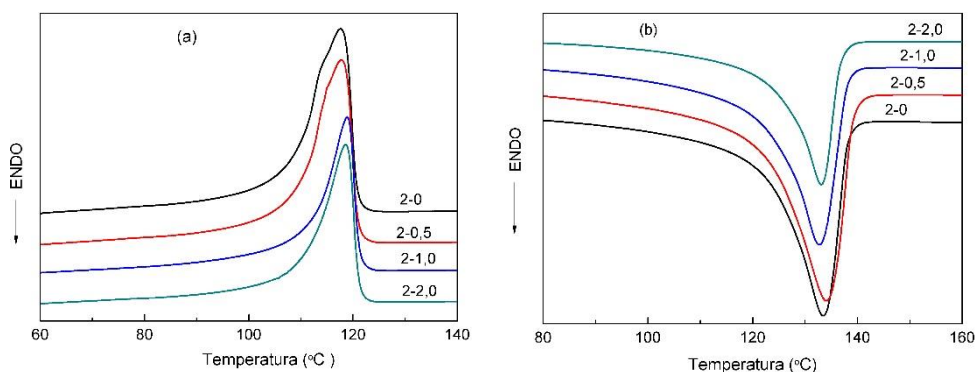 (a)
ENDO
2-0
2-0,5
2-1,0
2-2,0
60 80 100 120 140
Temperatura (°C )
(b)
ENDO
2-2,0
2-1,0
2-0,5
2-0
80 100 120 140 160
Temperatura (°C)